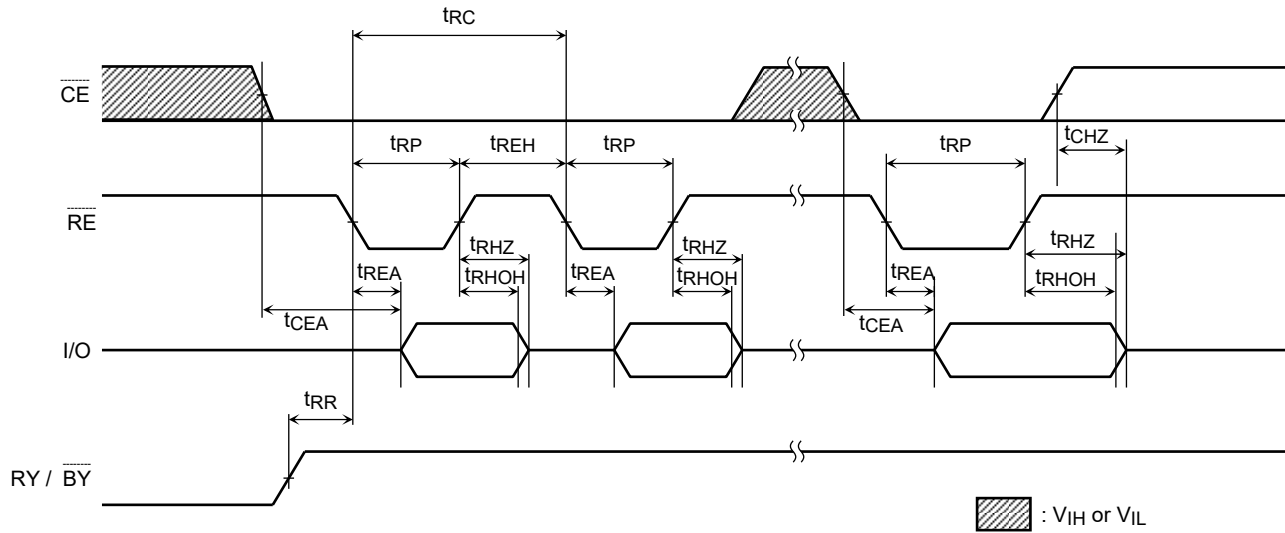 tRC
CE
tCHZ
tRP tREH tRP tRP
RE
tRHZ tRHZ tRHZ
tREA tREA tREA
tRHOH tRHOH tRHOH
tCEA tCEA
I/O
tRR
RY / BY
: VIH or VIL